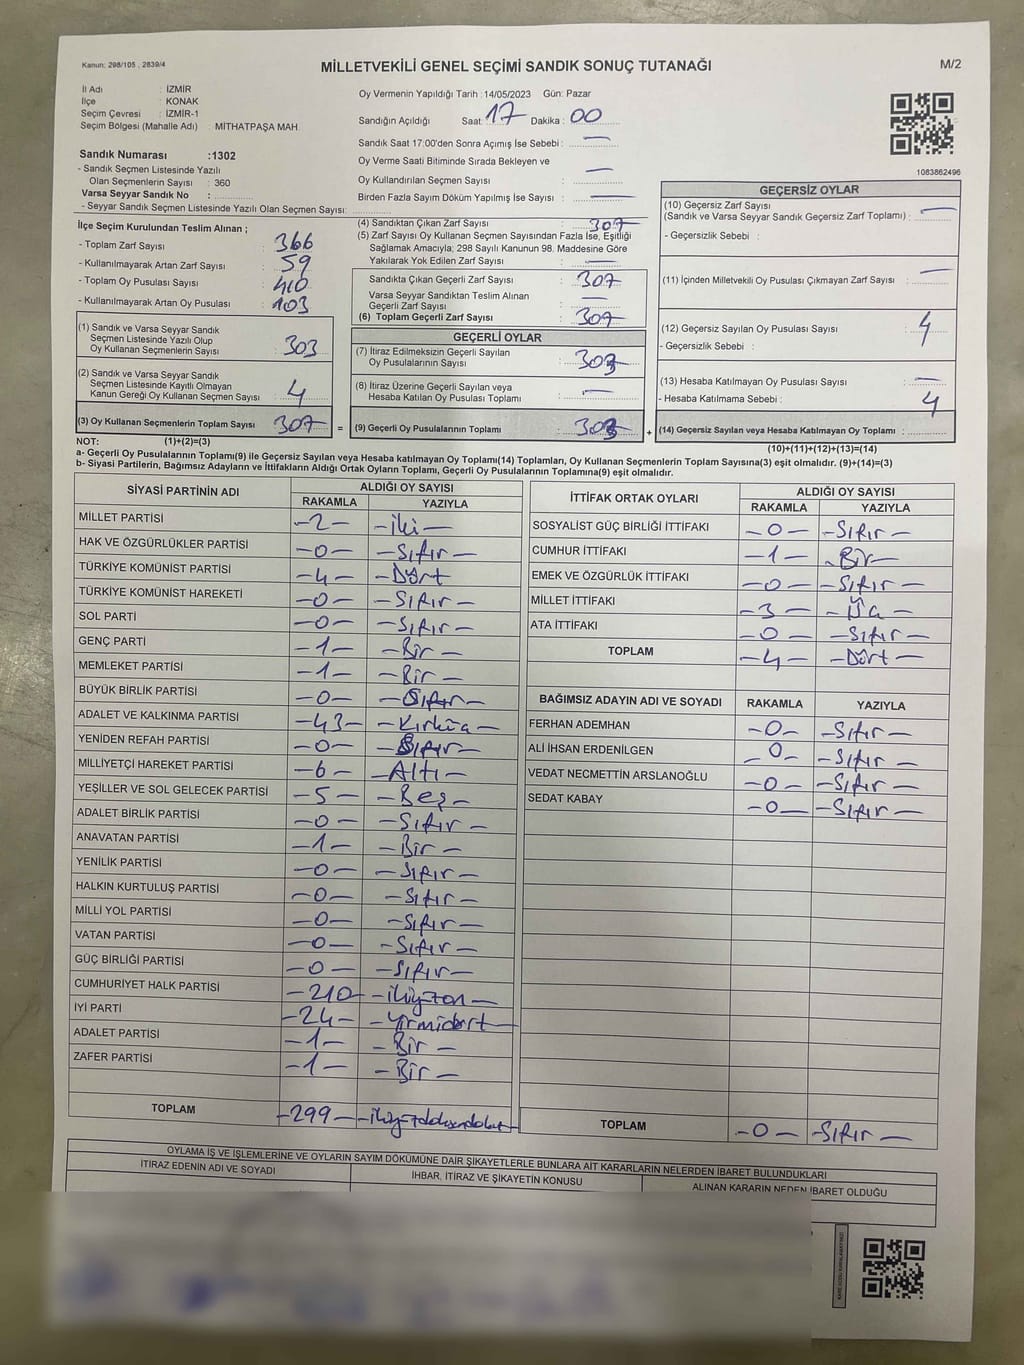 Kanun: 298/105 , 2839/4
MİLLETVEKİLİ GENEL SEÇİMİ SANDIK SONUÇ TUTANAĞI
M/2
İl Adı : İZMİR
İlçe : KONAK
Seçim Çevresi : İZMİR-1
Seçim Bölgesi (Mahalle Adı) : MİTHATPAŞA MAH
Sandık Numarası :1302
- Sandık Seçmen Listesinde Yazılı
Olan Seçmenlerin Sayısı : 360
Varsa Seyyar Sandık No :
- Seyyar Sandık Seçmen Listesinde Yazılı Olan Seçmen Sayısı:
Oy Vermenin Yapıldığı Tarih :14/05/2023 Gün: Pazar
Sandığın Açıldığı Saat: 17 Dakika : 00
Sandık Saat 17:00'den Sonra Açımış İse Sebebi : —
Oy Verme Saati Bitiminde Sırada Bekleyen ve
Oy Kullandırılan Seçmen Sayısı : —
Birden Fazla Sayım Döküm Yapılmış İse Sayısı : —
1083862496
İlçe Seçim Kurulundan Teslim Alınan ;
- Toplam Zarf Sayısı : 366
- Kullanılmayarak Artan Zarf Sayısı : 59
- Toplam Oy Pusulası Sayısı : 410
- Kullanılmayarak Artan Oy Pusulası : 103
(1) Sandık ve Varsa Seyyar Sandık
Seçmen Listesinde Yazılı Olup
Oy Kullanan Seçmenlerin Sayısı : 303
(2) Sandık ve Varsa Seyyar Sandık
Seçmen Listesinde Kayıtlı Olmayan
Kanun Gereği Oy Kullanan Seçmen Sayısı : 4
(3) Oy Kullanan Seçmenlerin Toplam Sayısı : 307
(1)+(2)=(3)
(4) Sandıktan Çıkan Zarf Sayısı : 307
(5) Zarf Sayısı Oy Kullanan Seçmen Sayısından Fazla İse, Eşitliği
Sağlamak Amacıyla; 298 Sayılı Kanunun 98. Maddesine Göre
Yakılarak Yok Edilen Zarf Sayısı : —
Sandıkta Çıkan Geçerli Zarf Sayısı : 307
Varsa Seyyar Sandıktan Teslim Alınan
Geçerli Zarf Sayısı : —
(6) Toplam Geçerli Zarf Sayısı : 307
GEÇERLİ OYLAR
(7) İtiraz Edilmeksizin Geçerli Sayılan
Oy Pusulalarının Sayısı : 303
(8) İtiraz Üzerine Geçerli Sayılan veya
Hesaba Katılan Oy Pusulası Toplamı : —
= (9) Geçerli Oy Pusulalarının Toplamı : 303 +
GEÇERSİZ OYLAR
(10) Geçersiz Zarf Sayısı
(Sandık ve Varsa Seyyar Sandık Geçersiz Zarf Toplamı) : —
- Geçersizlik Sebebi :
(11) İçinden Milletvekili Oy Pusulası Çıkmayan Zarf Sayısı : —
(12) Geçersiz Sayılan Oy Pusulası Sayısı : 4
- Geçersizlik Sebebi :
(13) Hesaba Katılmayan Oy Pusulası Sayısı : —
- Hesaba Katılmama Sebebi : 4
(14) Geçersiz Sayılan veya Hesaba Katılmayan Oy Toplamı :
(10)+(11)+(12)+(13)=(14)
NOT:
a- Geçerli Oy Pusulalarının Toplamı(9) ile Geçersiz Sayılan veya Hesaba katılmayan Oy Toplamı(14) Toplamları, Oy Kullanan Seçmenlerin Toplam Sayısına(3) eşit olmalıdır. (9)+(14)=(3)
b- Siyasi Partilerin, Bağımsız Adayların ve İttifakların Aldığı Ortak Oyların Toplamı, Geçerli Oy Pusulalarının Toplamına(9) eşit olmalıdır.
SİYASİ PARTİNİN ADI ALDIĞI OY SAYISI
RAKAMLA YAZIYLA
MİLLET PARTİSİ -2- -iki-
HAK VE ÖZGÜRLÜKLER PARTİSİ -0- -Sıfır-
TÜRKİYE KOMÜNİST PARTİSİ -4- -Dört
TÜRKİYE KOMÜNİST HAREKETİ -0- -Sıfır-
SOL PARTİ -0- -Sıfır-
GENÇ PARTİ -1- -Bir-
MEMLEKET PARTİSİ -1- -Bir-
BÜYÜK BİRLİK PARTİSİ -0- -Sıfır-
ADALET VE KALKINMA PARTİSİ -43- -Kırküç-
YENİDEN REFAH PARTİSİ -0- -Sıfır-
MİLLİYETÇİ HAREKET PARTİSİ -6- -Altı-
YEŞİLLER VE SOL GELECEK PARTİSİ -5- -Beş-
ADALET BİRLİK PARTİSİ -0- -Sıfır-
ANAVATAN PARTİSİ -1- -Bir-
YENİLİK PARTİSİ -0- -Sıfır-
HALKIN KURTULUŞ PARTİSİ -0- -Sıfır-
MİLLİ YOL PARTİSİ -0- -Sıfır-
VATAN PARTİSİ -0- -Sıfır-
GÜÇ BİRLİĞİ PARTİSİ -0- -Sıfır-
CUMHURİYET HALK PARTİSİ -210- -ikiyüzon-
İYİ PARTİ -24- -Yirmidört-
ADALET PARTİSİ -1- -Bir-
ZAFER PARTİSİ -1- -Bir-
TOPLAM -299-
İTTİFAK ORTAK OYLARI ALDIĞI OY SAYISI
RAKAMLA YAZIYLA
SOSYALİST GÜÇ BİRLİĞİ İTTİFAKI -0- -Sıfır-
CUMHUR İTTİFAKI -1- -Bir-
EMEK VE ÖZGÜRLÜK İTTİFAKI -0- -Sıfır-
MİLLET İTTİFAKI -3- -Üç-
ATA İTTİFAKI -0- -Sıfır-
TOPLAM -4- -Dört-
BAĞIMSIZ ADAYIN ADI VE SOYADI RAKAMLA YAZIYLA
FERHAN ADEMHAN -0- -Sıfır-
ALİ İHSAN ERDENİLGEN -0- -Sıfır-
VEDAT NECMETTİN ARSLANOĞLU -0- -Sıfır-
SEDAT KABAY -0- -Sıfır-
TOPLAM -0- -Sıfır-
OYLAMA İŞ VE İŞLEMLERİNE VE OYLARIN SAYIM DÖKÜMÜNE DAİR ŞİKAYETLERLE BUNLARA AİT KARARLARIN NELERDEN İBARET BULUNDUKLARI
İTİRAZ EDENİN ADI VE SOYADI İHBAR, İTİRAZ VE ŞİKAYETİN KONUSU ALINAN KARARIN NEDEN İBARET OLDUĞU